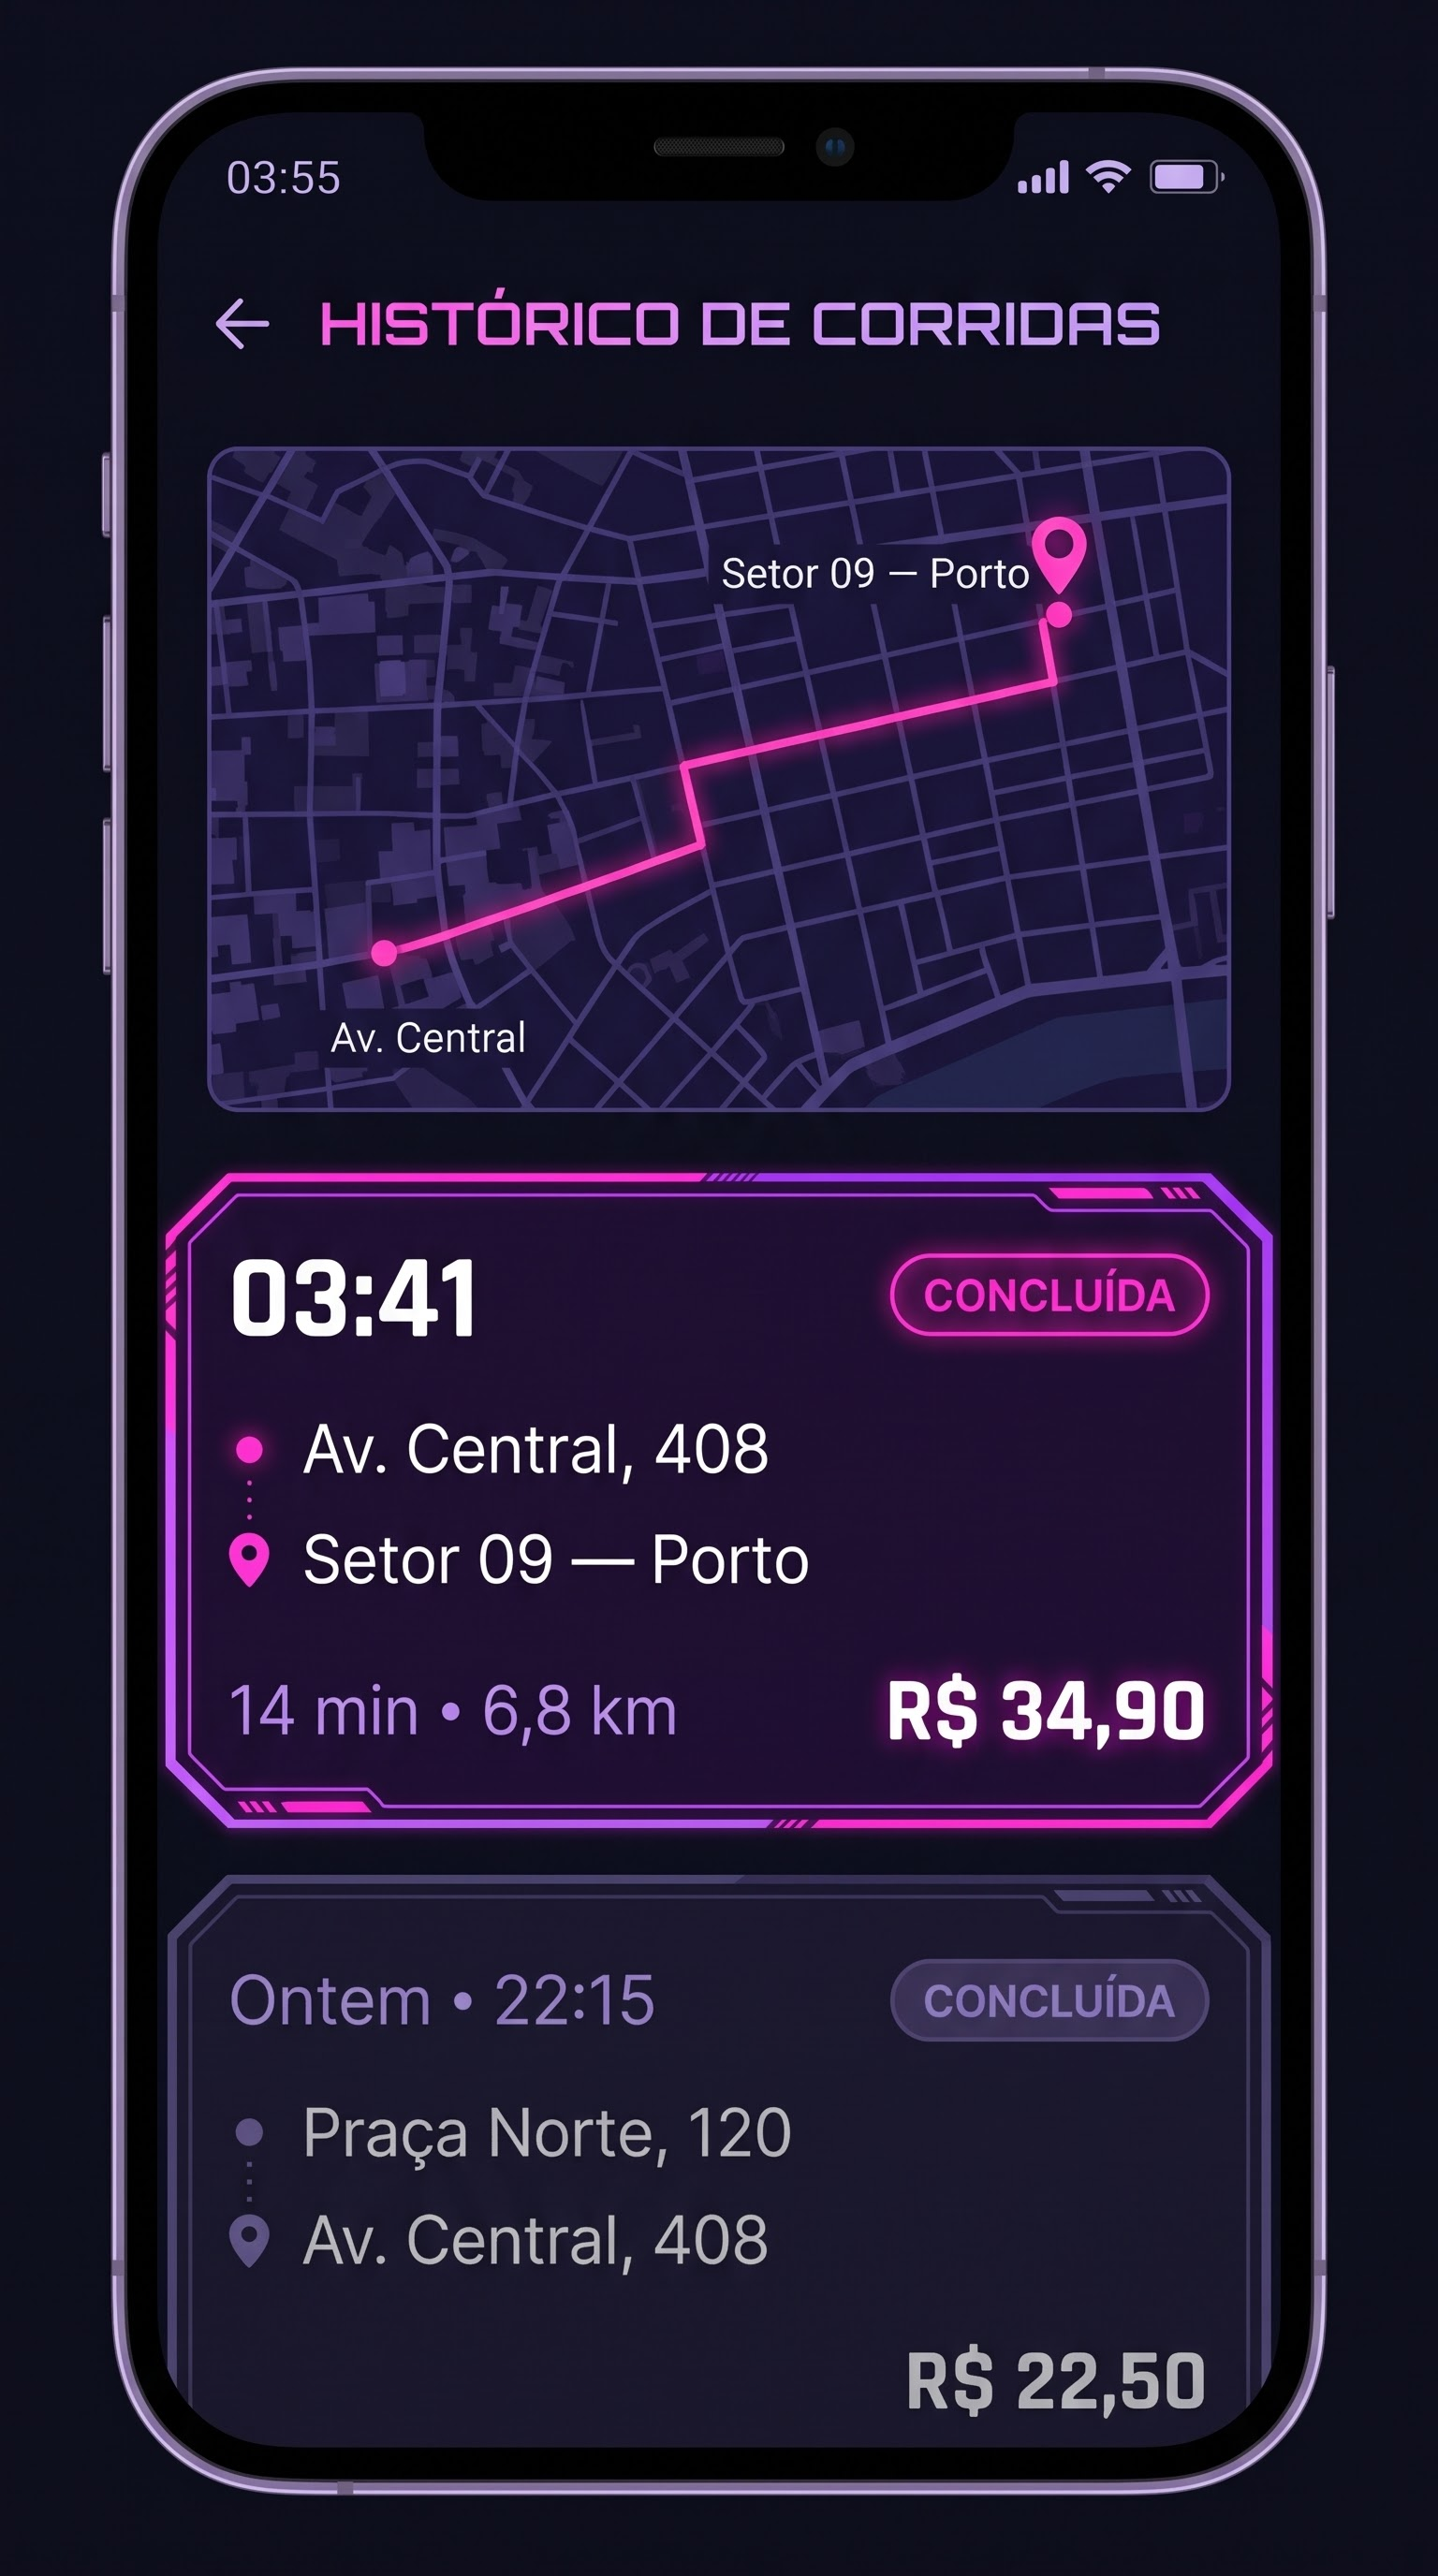 03:55
HISTÓRICO DE CORRIDAS
Setor 09 — Porto
Av. Central
03:41
CONCLUÍDA
Av. Central, 408
Setor 09 — Porto
14 min • 6,8 km
R$ 34,90
Ontem • 22:15
CONCLUÍDA
Praça Norte, 120
Av. Central, 408
R$ 22,50